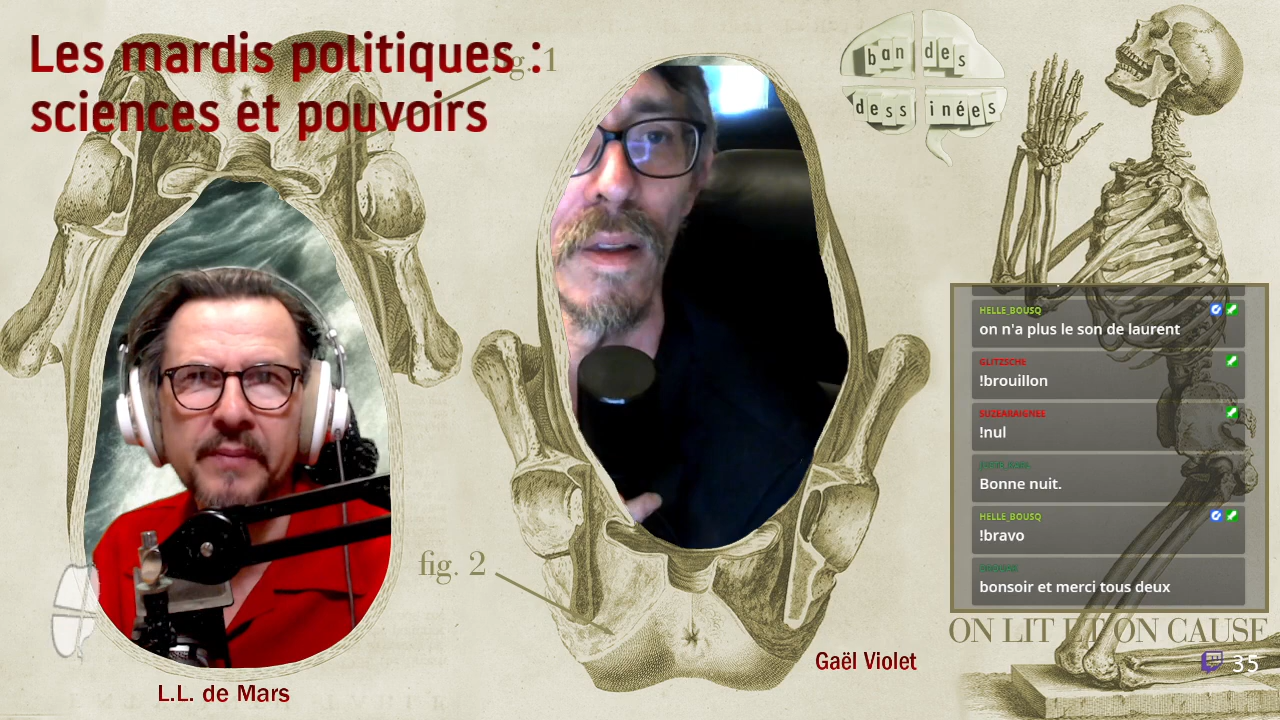 Les mardis politiques :
sciences et pouvoirs
fig. 1
ban des
dess inées
HELLE_BOUSQ
on n'a plus le son de laurent
GLITZSCHE
!brouillon
SUZEARAIGNEE
!nul
Bonne nuit.
HELLE_BOUSQ
!bravo
bonsoir et merci tous deux
fig. 2
ON LIT ET ON CAUSE
35
Gaël Violet
L.L. de Mars